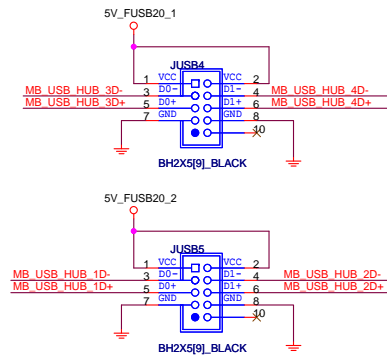 5V_FUSB20_1
JUSB4
1 VCC VCC 2
MB_USB_HUB_3D- 3 D0- D1- 4 MB_USB_HUB_4D-
MB_USB_HUB_3D+ 5 D0+ D1+ 6 MB_USB_HUB_4D+
7 GND GND 8
10
BH2X5[9]_BLACK
5V_FUSB20_2
JUSB5
1 VCC VCC 2
MB_USB_HUB_1D- 3 D0- D1- 4 MB_USB_HUB_2D-
MB_USB_HUB_1D+ 5 D0+ D1+ 6 MB_USB_HUB_2D+
7 GND GND 8
10
BH2X5[9]_BLACK